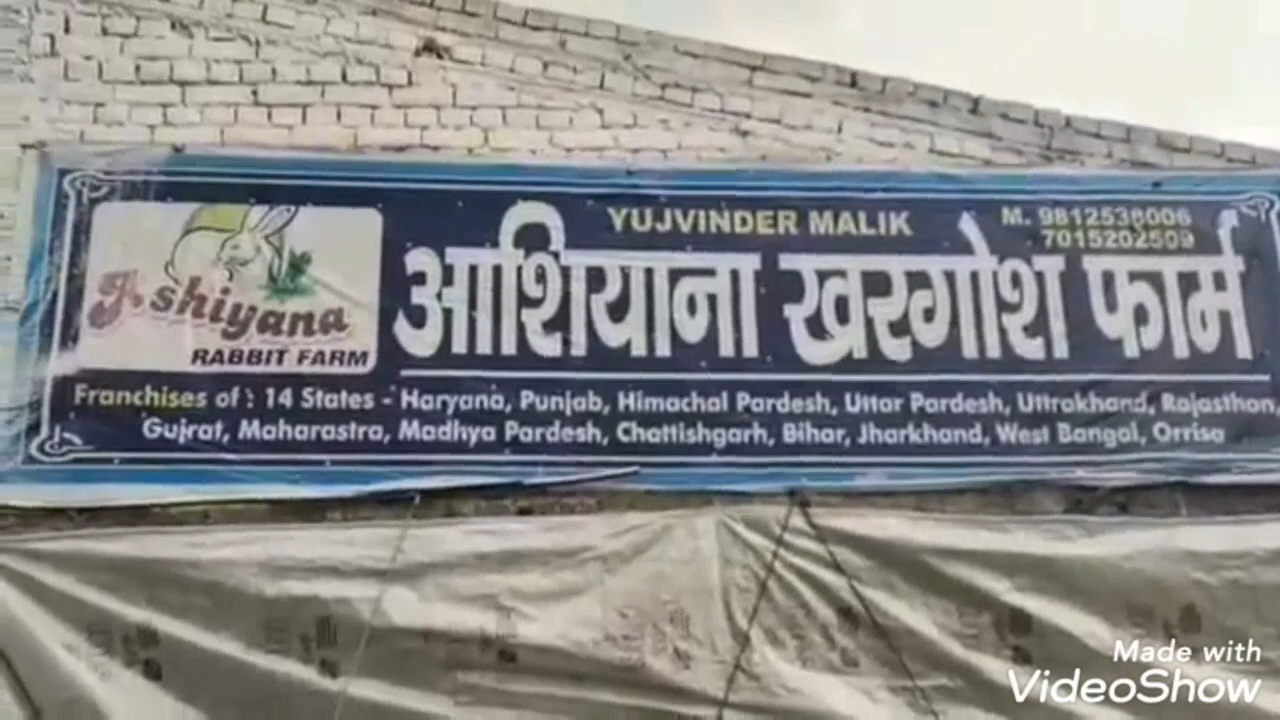 YUJVINDER MALIK
M. 9812536006
7015202509
Ashiyana
RABBIT FARM
आशियाना खरगोश फार्म
Franchises of : 14 States - Haryana, Punjab, Himachal Pardesh, Uttar Pardesh, Uttrakhand, Rajasthan,
Gujrat, Maharastra, Madhya Pardesh, Chattishgarh, Bihar, Jharkhand, West Bangal, Orrisa
Made with
VideoShow